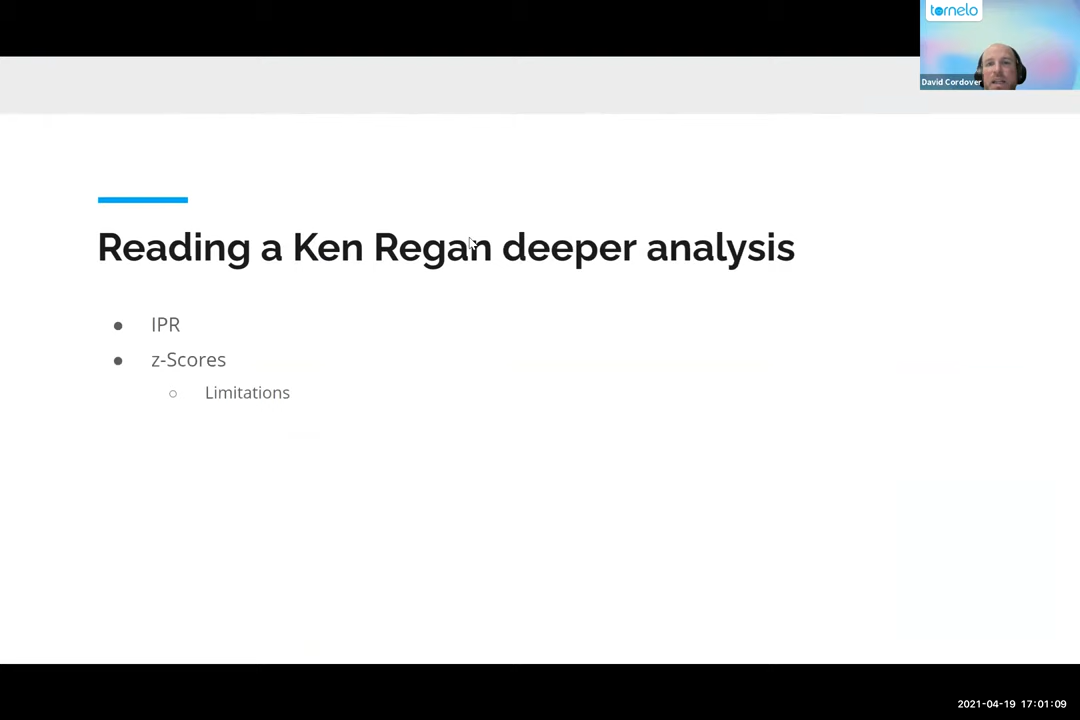 tornelo
David Cordover
Reading a Ken Regan deeper analysis
● IPR
● z-Scores
○ Limitations
2021-04-19 17:01:09